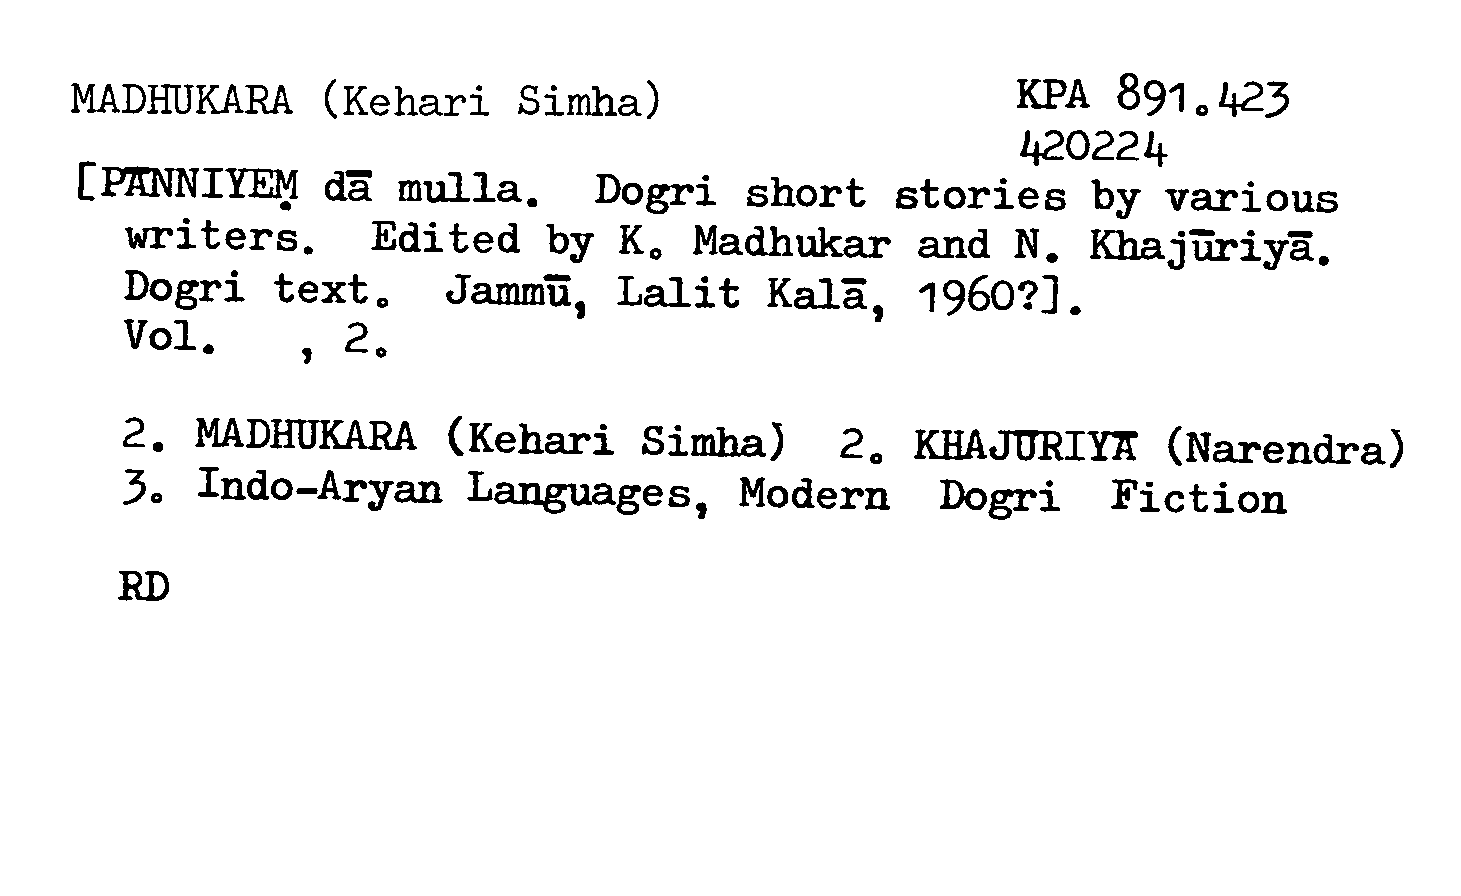 MADHUKARA (Kehari Simha)
KPA 891.423
420224
[PĀNNIYEṂ dā mulla. Dogri short stories by various
writers. Edited by K. Madhukar and N. Khajūriyā.
Dogri text. Jammū, Lalit Kalā, 1960?].
Vol. , 2.
2. MADHUKARA (Kehari Simha) 2. KHAJŪRIYĀ (Narendra)
3. Indo-Aryan Languages, Modern Dogri Fiction
RD